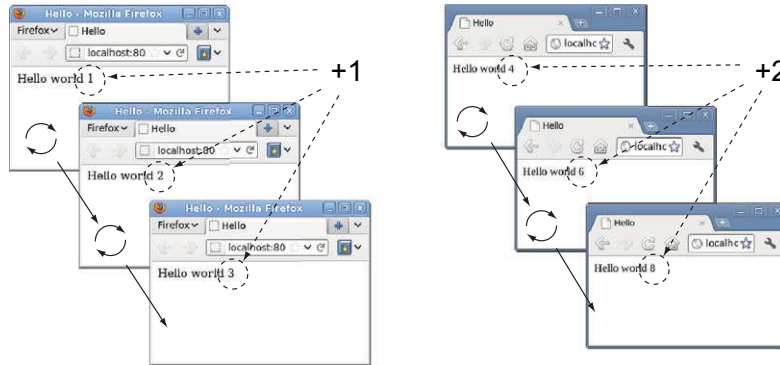 Hello - Mozilla Firefox
Firefox Hello
localhost:80
Hello world 1
+1
Hello - Mozilla Firefox
Firefox Hello
localhost:80
Hello world 2
Hello - Mozilla Firefox
Firefox Hello
localhost:80
Hello world 3
Hello
localhc
Hello world 4
+2
Hello
localhc
Hello world 6
Hello
localhc
Hello world 8